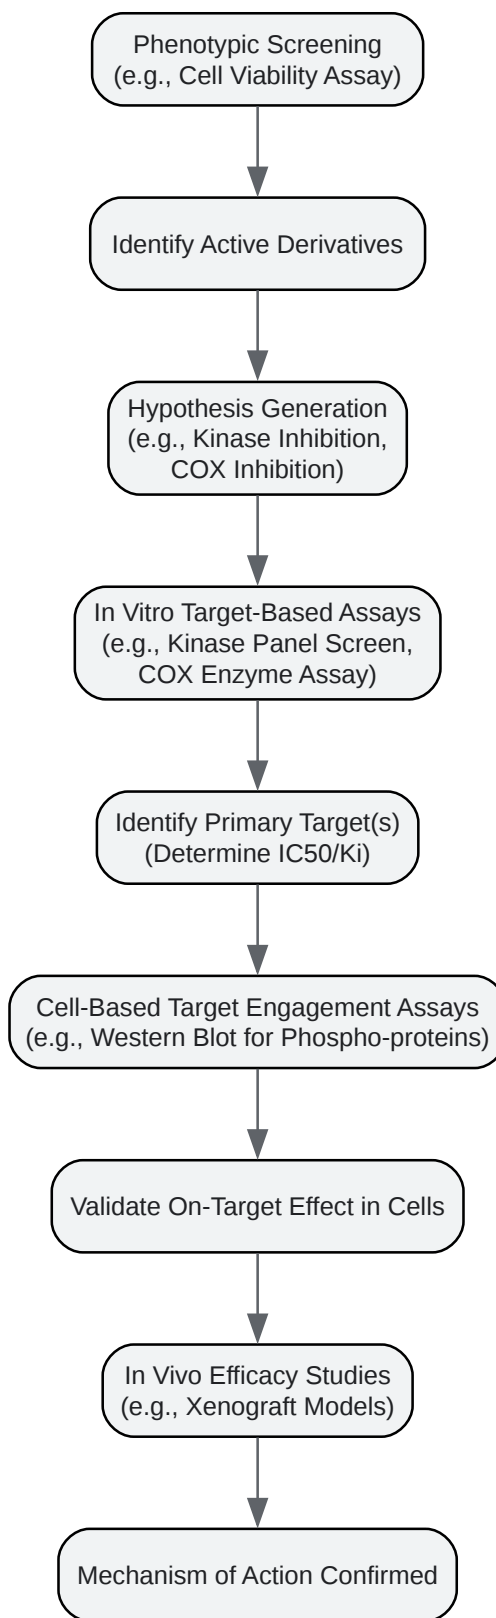 Phenotypic Screening
(e.g., Cell Viability Assay)
Identify Active Derivatives
Hypothesis Generation
(e.g., Kinase Inhibition,
COX Inhibition)
In Vitro Target-Based Assays
(e.g., Kinase Panel Screen,
COX Enzyme Assay)
Identify Primary Target(s)
(Determine IC50/Ki)
Cell-Based Target Engagement Assays
(e.g., Western Blot for Phospho-proteins)
Validate On-Target Effect in Cells
In Vivo Efficacy Studies
(e.g., Xenograft Models)
Mechanism of Action Confirmed